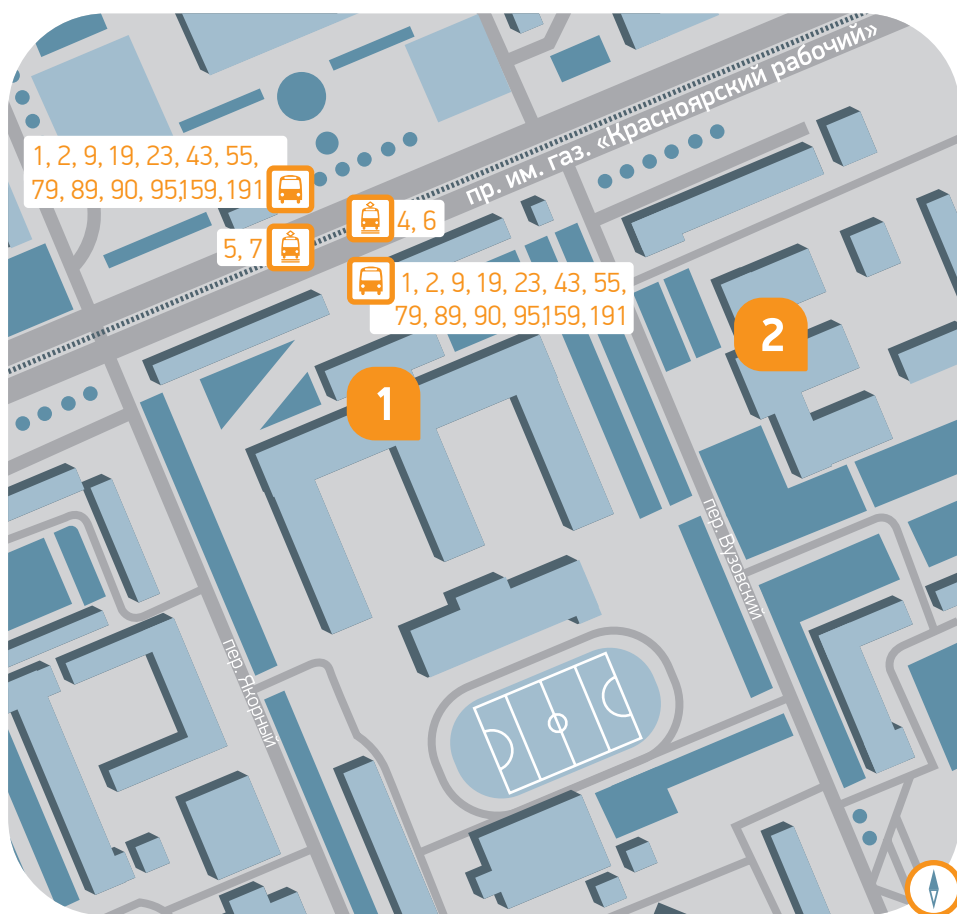 пр. им. газ. «Красноярский рабочий»
1, 2, 9, 19, 23, 43, 55,
79, 89, 90, 95,159, 191
4, 6
5, 7
1, 2, 9, 19, 23, 43, 55,
79, 89, 90, 95,159, 191
2
1
пер. Вузовский
пер. Якорный